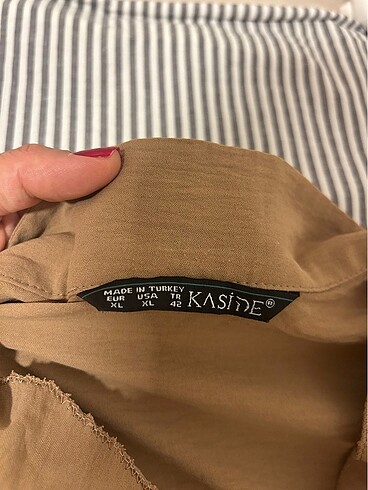 MADE IN TURKEY
EUR USA TR
XL XL 42
KASİDE®